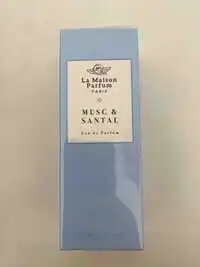 La Maison
Parfum
PARIS
MUSC &
SANTAL
Eau de Parfum